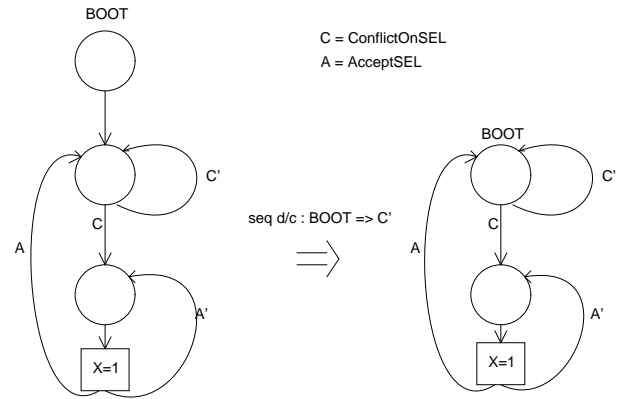 BOOT
C = ConflictOnSEL
A = AcceptSEL
BOOT
C'
C'
seq d/c : BOOT => C'
C
C
A
A
A'
A'
X=1
X=1